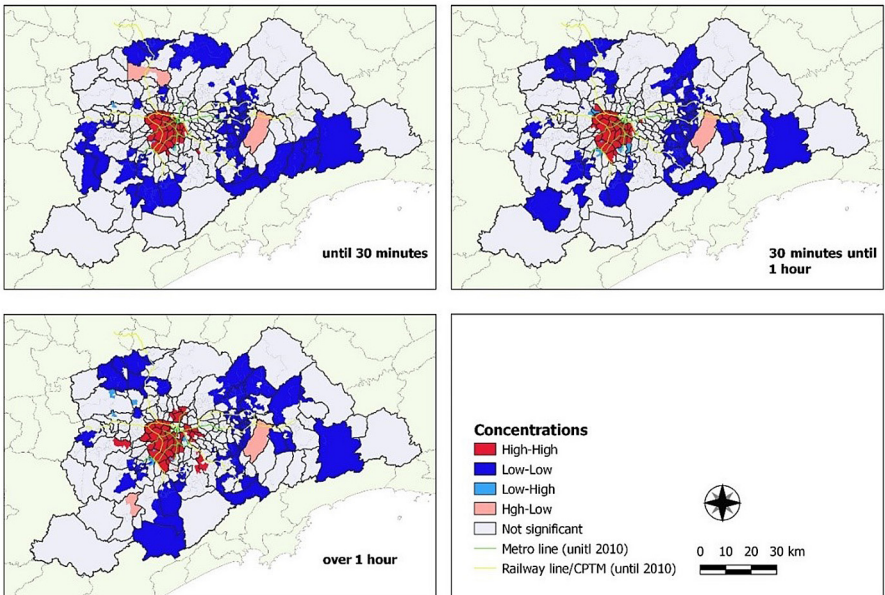 until 30 minutes
30 minutes until
1 hour
over 1 hour
Concentrations
High-High
Low-Low
Low-High
Hgh-Low
Not significant
Metro line (unitl 2010)
Railway line/CPTM (until 2010)
0 10 20 30 km